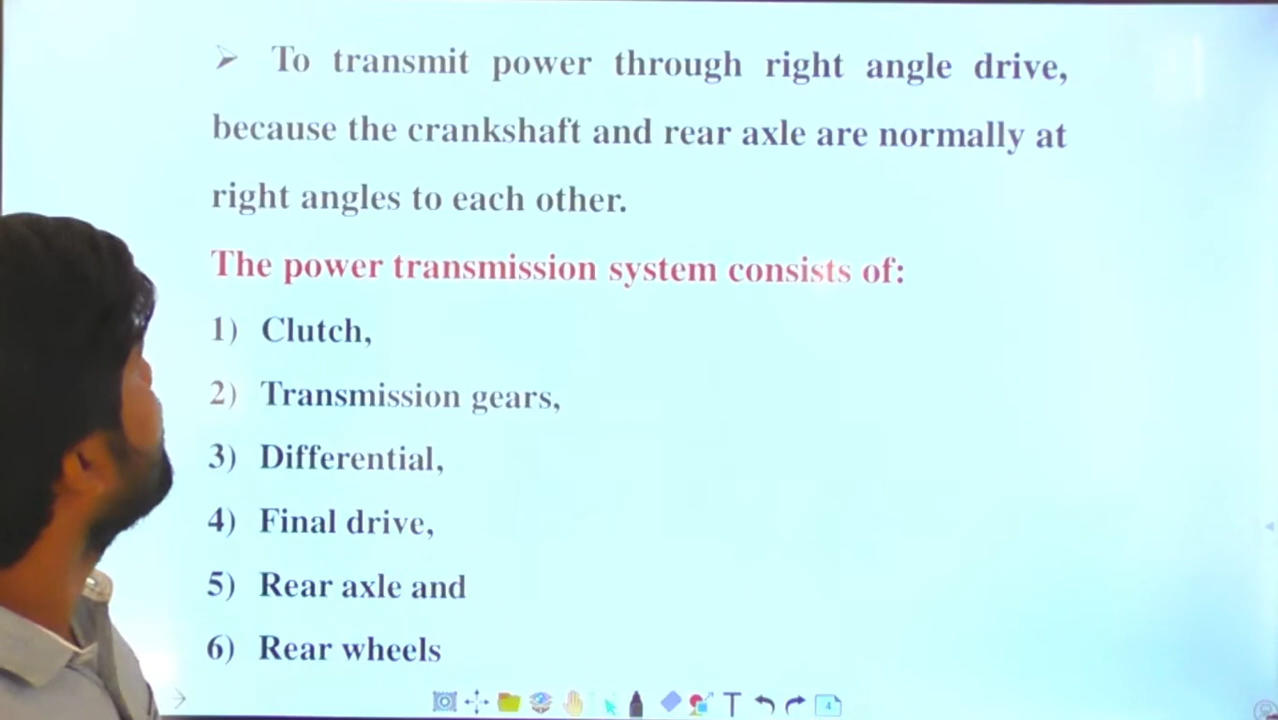 ➢ To transmit power through right angle drive,
because the crankshaft and rear axle are normally at
right angles to each other.
The power transmission system consists of:
1) Clutch,
2) Transmission gears,
3) Differential,
4) Final drive,
5) Rear axle and
6) Rear wheels
T
4